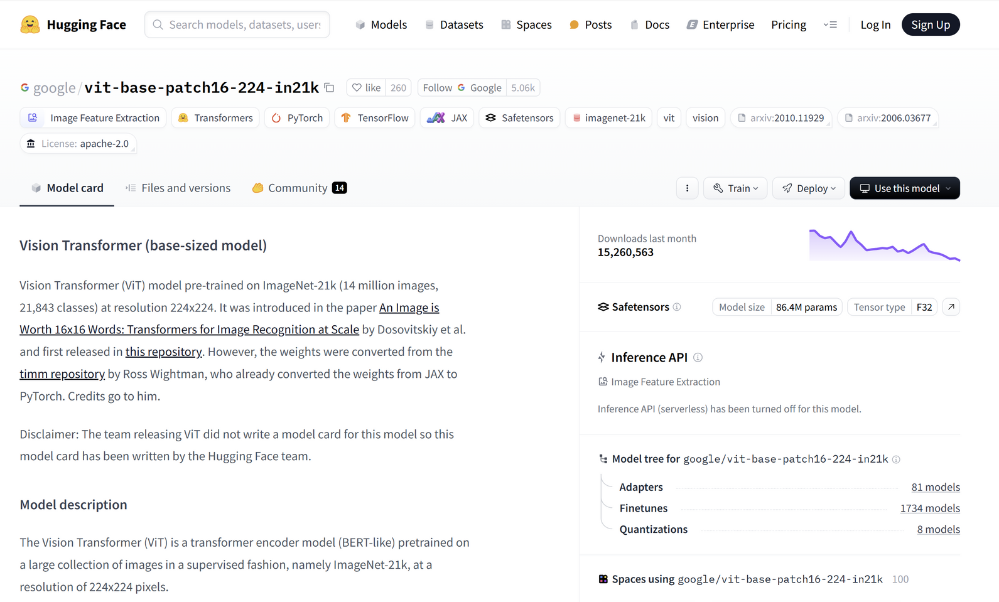 Hugging Face
Search models, datasets, users
Models
Datasets
Spaces
Posts
Docs
Enterprise
Pricing
Log In
Sign Up
google/vit-base-patch16-224-in21k
like 260
Follow Google 5.06k
Image Feature Extraction
Transformers
PyTorch
TensorFlow
JAX
Safetensors
imagenet-21k
vit
vision
arxiv:2010.11929
arxiv:2006.03677
License: apache-2.0
Model card
Files and versions
Community 14
Train
Deploy
Use this model
Vision Transformer (base-sized model)
Vision Transformer (ViT) model pre-trained on ImageNet-21k (14 million images,
21,843 classes) at resolution 224x224. It was introduced in the paper An Image is
Worth 16x16 Words: Transformers for Image Recognition at Scale by Dosovitskiy et al.
and first released in this repository. However, the weights were converted from the
timm repository by Ross Wightman, who already converted the weights from JAX to
PyTorch. Credits go to him.
Disclaimer: The team releasing ViT did not write a model card for this model so this
model card has been written by the Hugging Face team.
Model description
The Vision Transformer (ViT) is a transformer encoder model (BERT-like) pretrained on
a large collection of images in a supervised fashion, namely ImageNet-21k, at a
resolution of 224x224 pixels.
Downloads last month
15,260,563
Safetensors
Model size 86.4M params
Tensor type F32
Inference API
Image Feature Extraction
Inference API (serverless) has been turned off for this model.
Model tree for google/vit-base-patch16-224-in21k
Adapters 81 models
Finetunes 1734 models
Quantizations 8 models
Spaces using google/vit-base-patch16-224-in21k 100